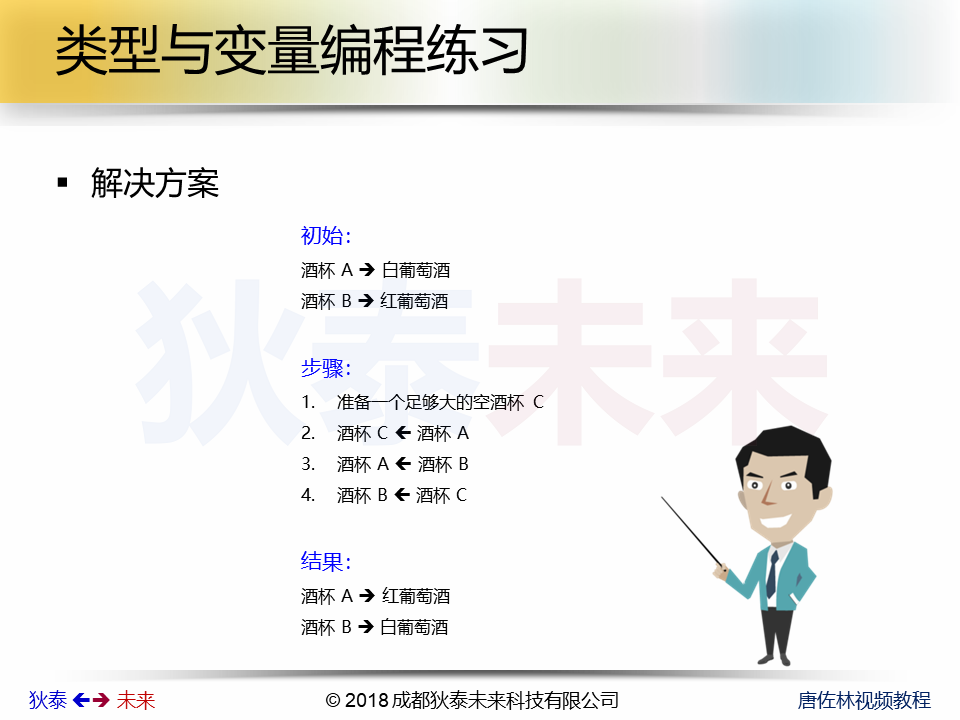 类型与变量编程练习
▪ 解决方案
初始：
酒杯 A ➔ 白葡萄酒
酒杯 B ➔ 红葡萄酒
狄泰未来
步骤：
1. 准备一个足够大的空酒杯 C
2. 酒杯 C 🡸 酒杯 A
3. 酒杯 A 🡸 酒杯 B
4. 酒杯 B 🡸 酒杯 C
结果：
酒杯 A ➔ 红葡萄酒
酒杯 B ➔ 白葡萄酒
狄泰 🡸➔ 未来
© 2018 成都狄泰未来科技有限公司
唐佐林视频教程